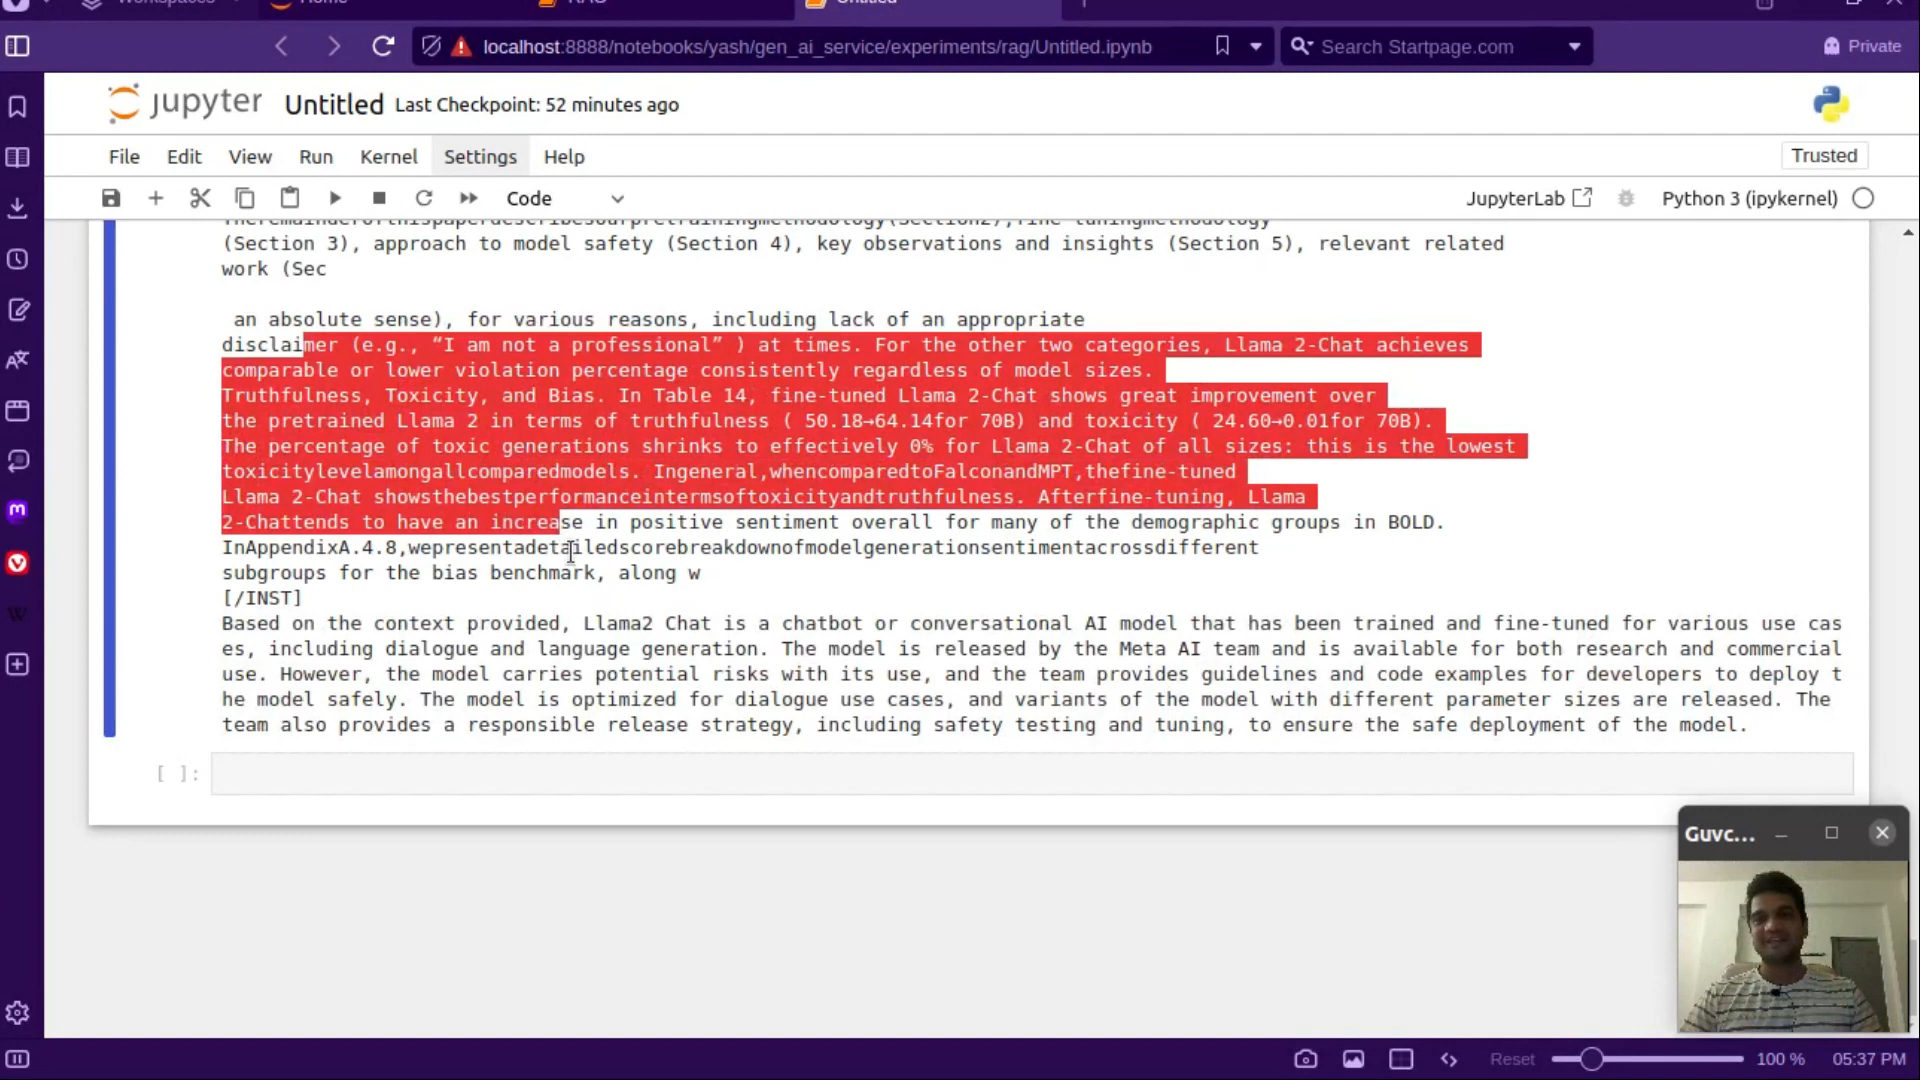 Workspaces
Home
RAG
Untitled
localhost:8888/notebooks/yash/gen_ai_service/experiments/rag/Untitled.ipynb
Search Startpage.com
Private
jupyter
Untitled
Last Checkpoint: 52 minutes ago
File
Edit
View
Run
Kernel
Settings
Help
Trusted
Code
JupyterLab
Python 3 (ipykernel)
Theremainderofthispaperdescribesourpretrainingmethodology(Section2),fine-tuningmethodology
(Section 3), approach to model safety (Section 4), key observations and insights (Section 5), relevant related
work (Sec
an absolute sense), for various reasons, including lack of an appropriate
disclaimer (e.g., “I am not a professional” ) at times. For the other two categories, Llama 2-Chat achieves
comparable or lower violation percentage consistently regardless of model sizes.
Truthfulness, Toxicity, and Bias. In Table 14, fine-tuned Llama 2-Chat shows great improvement over
the pretrained Llama 2 in terms of truthfulness ( 50.18→64.14for 70B) and toxicity ( 24.60→0.01for 70B).
The percentage of toxic generations shrinks to effectively 0% for Llama 2-Chat of all sizes: this is the lowest
toxicitylevelamongallcomparedmodels. Ingeneral,whencomparedtoFalconandMPT,thefine-tuned
Llama 2-Chat showsthebestperformanceintermsoftoxicityandtruthfulness. Afterfine-tuning, Llama
2-Chattends to have an increase in positive sentiment overall for many of the demographic groups in BOLD.
InAppendixA.4.8,wepresentadetailedscorebreakdownofmodelgenerationsentimentacrossdifferent
subgroups for the bias benchmark, along w
[/INST]
Based on the context provided, Llama2 Chat is a chatbot or conversational AI model that has been trained and fine-tuned for various use cas
es, including dialogue and language generation. The model is released by the Meta AI team and is available for both research and commercial
use. However, the model carries potential risks with its use, and the team provides guidelines and code examples for developers to deploy t
he model safely. The model is optimized for dialogue use cases, and variants of the model with different parameter sizes are released. The
team also provides a responsible release strategy, including safety testing and tuning, to ensure the safe deployment of the model.
[ ]:
Guvc...
Reset
100 %
05:37 PM